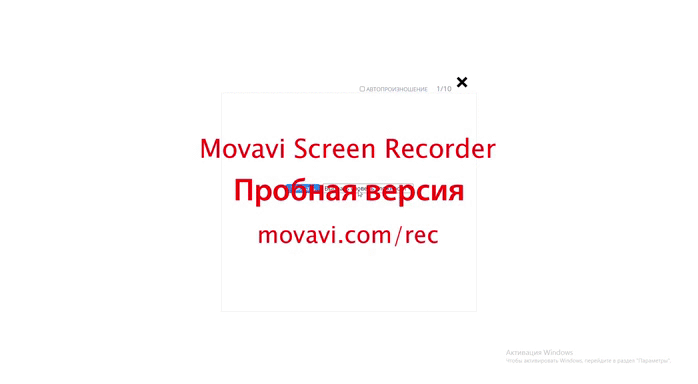 АВТОПРОИЗНОШЕНИЕ 1/10
Movavi Screen Recorder
Пробная версия
movavi.com/rec
Активация Windows
Чтобы активировать Windows, перейдите в раздел "Параметры".